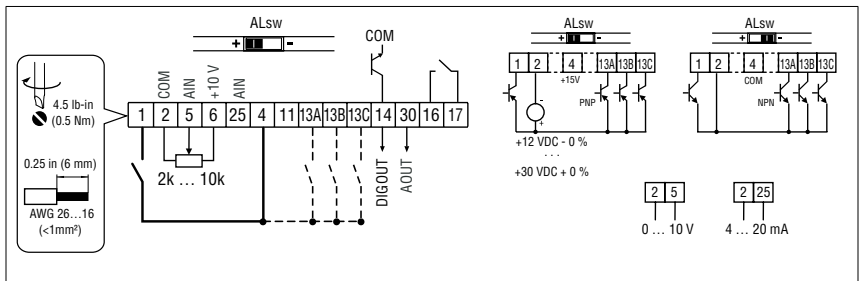 ALsw
+ -
COM
4.5 lb-in
(0.5 Nm)
0.25 in (6 mm)
AWG 26...16
(<1mm²)
COM
AIN
+10 V
AIN
1 2 5 6 25 4 11 13A 13B 13C 14 30 16 17
2k ... 10k
DIGOUT
AOUT
ALsw
+ -
1 2 4 13A 13B 13C
+15V
PNP
-
+
+12 VDC - 0 %
...
+30 VDC + 0 %
ALsw
+ -
1 2 4 13A 13B 13C
COM
NPN
2 5
0 ... 10 V
2 25
4 ... 20 mA